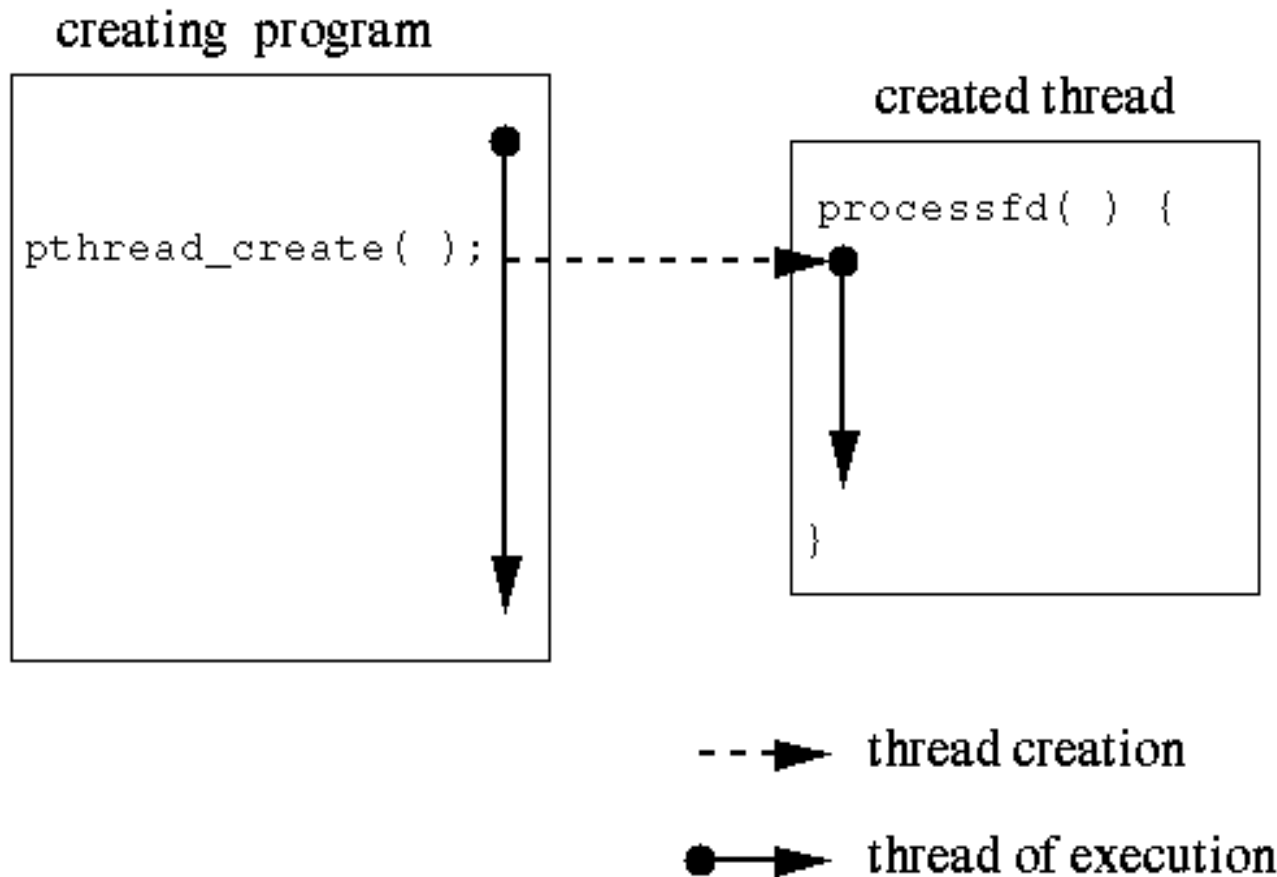 creating program
created thread
processfd( ) {
pthread_create( );
}
thread creation
thread of execution